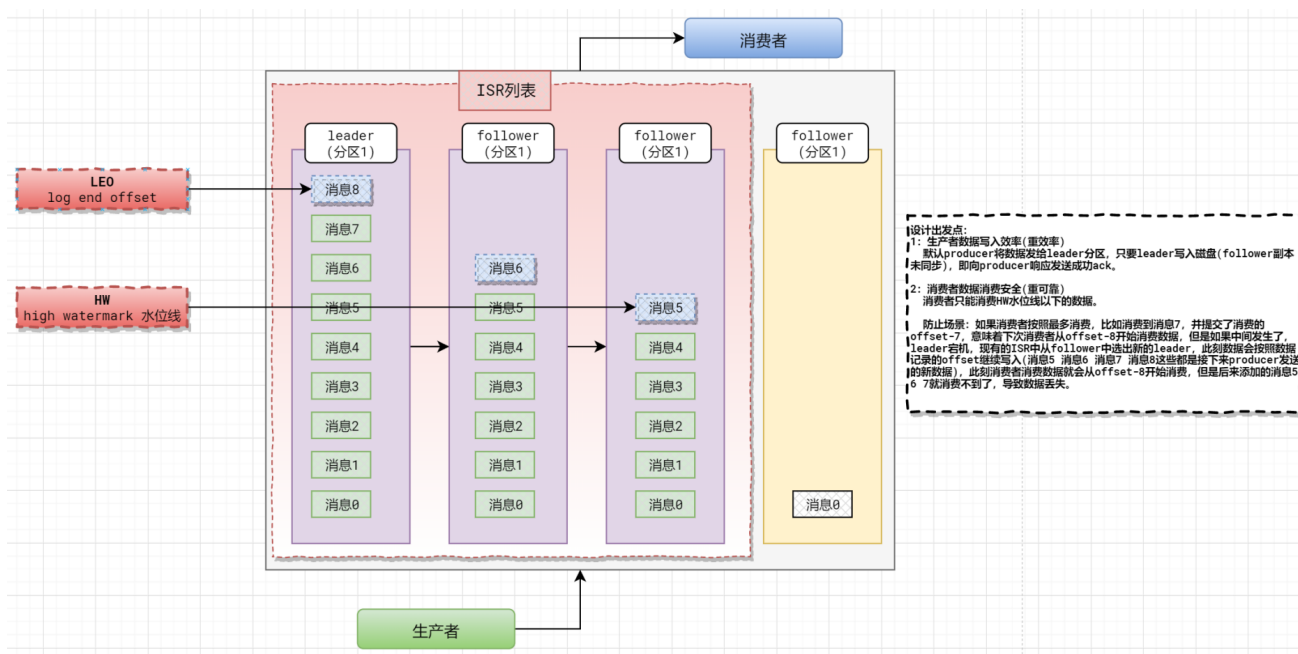 消费者
ISR列表
leader
(分区1)
follower
(分区1)
follower
(分区1)
follower
(分区1)
LEO
log end offset
HW
high watermark 水位线
消息8
消息7
消息6
消息5
消息4
消息3
消息2
消息1
消息0
消息6
消息5
消息4
消息3
消息2
消息1
消息0
消息5
消息4
消息3
消息2
消息1
消息0
消息0
设计出发点:
1: 生产者数据写入效率(重效率)
默认producer将数据发给leader分区, 只要leader写入磁盘(follower副本
未同步), 即向producer响应发送成功ack。
2: 消费者数据消费安全(重可靠)
消费者只能消费HW水位线以下的数据。
防止场景: 如果消费者按照最多消费, 比如消费到消息7, 并提交了消费的
offset-7, 意味着下次消费者从offset-8开始消费数据, 但是如果中间发生了,
leader宕机, 现有的ISR中从follower中选出新的leader, 此刻数据会按照数据
记录的offset继续写入(消息5 消息6 消息7 消息8这些都是接下来producer发送
的新数据), 此刻消费者消费数据就会从offset-8开始消费, 但是后来添加的消息5
6 7就消费不到了, 导致数据丢失。
生产者